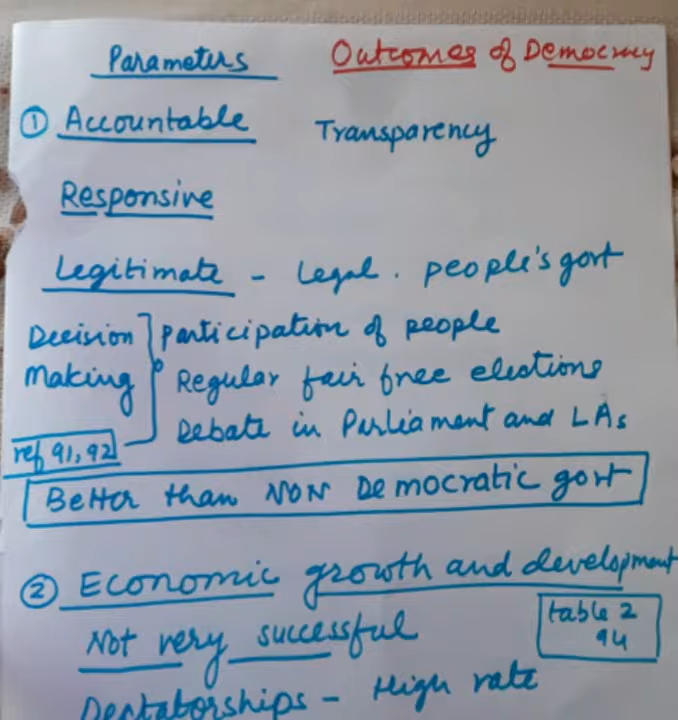 Parameters Outcomes of Democracy
① Accountable Transparency
Responsive
Legitimate - Legal. people's govt
Decision participation of people
Making Regular fair free elections
Debate in Parliament and LAs
ref 91, 92
Better than NON Democratic govt
② Economic growth and development
Not very successful
table 2
94
Dectatorships - High rate